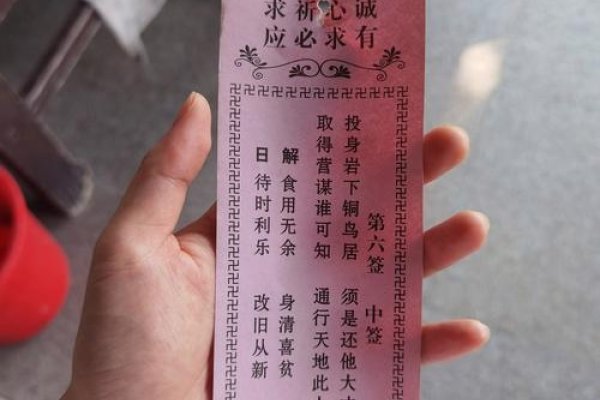 诚心祈求
有求必应
第六签 中签
投身岩下铜鸟居 须是还他大
取得营谋谁可知 通行天地此
解 食用无余 身清喜贫
日 待时利乐 改旧从新